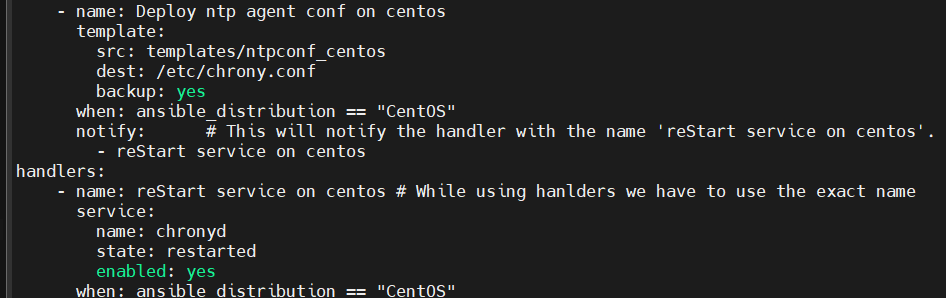 - name: Deploy ntp agent conf on centos
template:
src: templates/ntpconf_centos
dest: /etc/chrony.conf
backup: yes
when: ansible_distribution == "CentOS"
notify:      # This will notify the handler with the name 'reStart service on centos'.
- reStart service on centos
handlers:
- name: reStart service on centos # While using hanlders we have to use the exact name
service:
name: chronyd
state: restarted
enabled: yes
when: ansible_distribution == "CentOS"